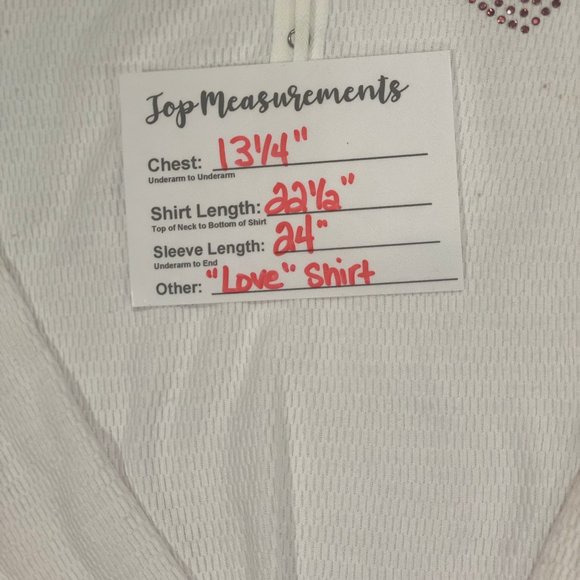 Top Measurements
Chest: 13 1/4"
Underarm to Underarm
Shirt Length: 22 1/2"
Top of Neck to Bottom of Shirt
Sleeve Length: 24"
Underarm to End
Other: "Love" Shirt